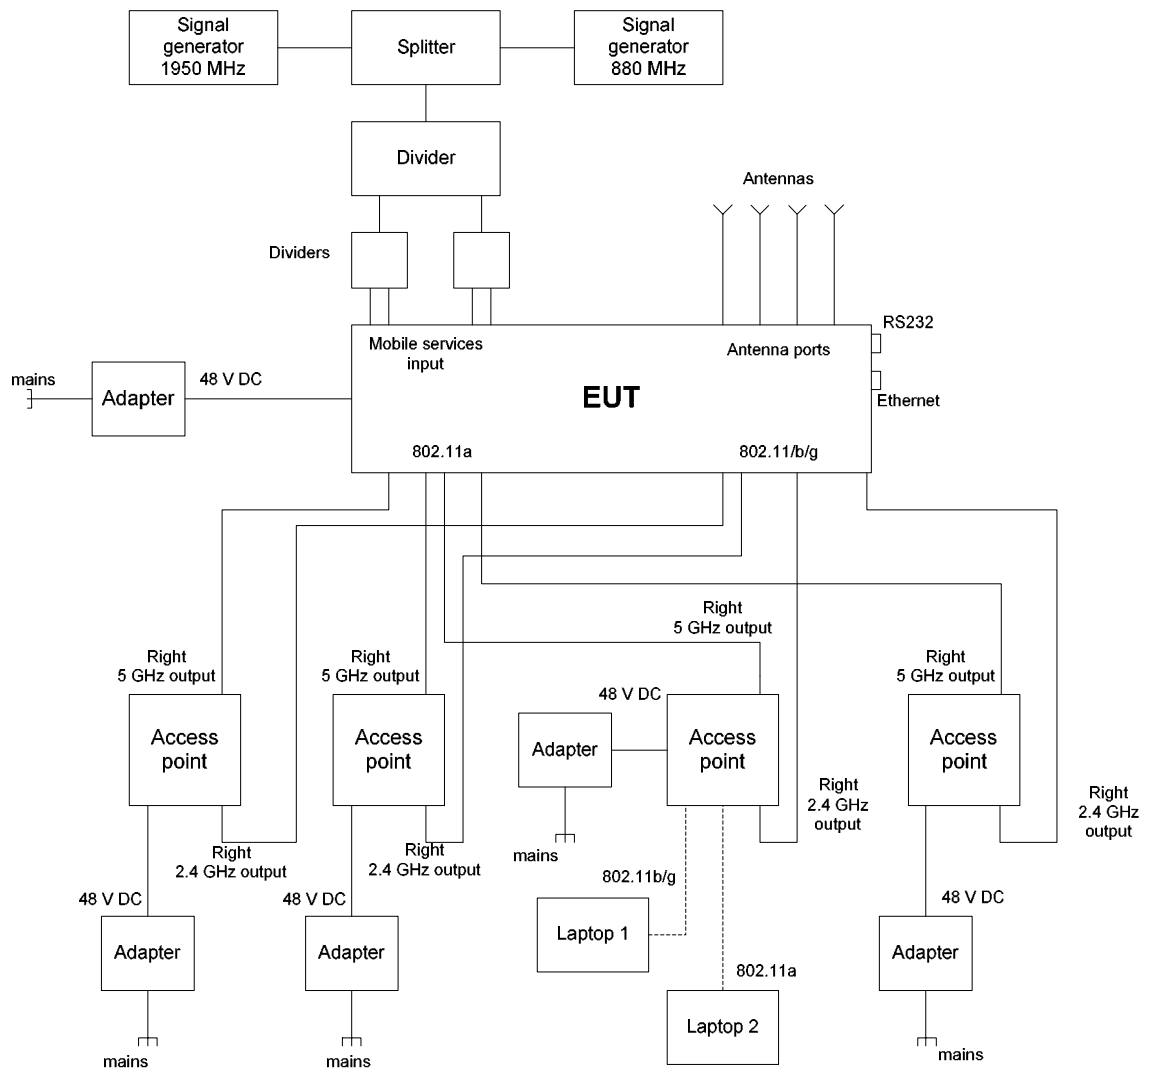 Signal
generator
1950 MHz
Splitter
Signal
generator
880 MHz
Divider
Antennas
Dividers
RS232
Mobile services
input
Antenna ports
mains
Adapter
48 V DC
EUT
Ethernet
802.11a
802.11/b/g
Right
5 GHz output
Right
5 GHz output
Right
5 GHz output
Right
5 GHz output
48 V DC
Access
point
Access
point
Adapter
Access
point
Access
point
Right
2.4 GHz
output
Right
2.4 GHz
output
Right
2.4 GHz output
Right
2.4 GHz output
mains
802.11b/g
48 V DC
48 V DC
48 V DC
Laptop 1
Adapter
Adapter
Adapter
802.11a
Laptop 2
mains
mains
mains